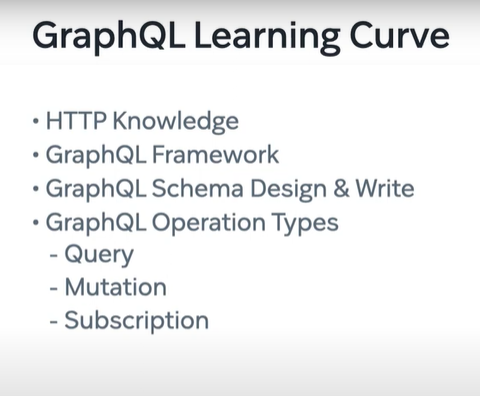 GraphQL Learning Curve
• HTTP Knowledge
• GraphQL Framework
• GraphQL Schema Design & Write
• GraphQL Operation Types
- Query
- Mutation
- Subscription